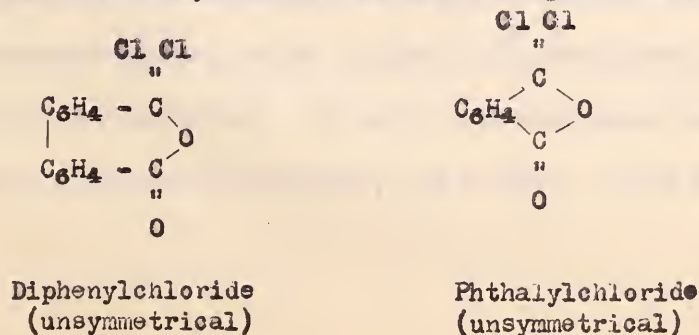 Cl Cl
"
C6H4 - C
O
C6H4 - C
"
O
Diphenylchloride
(unsymmetrical)
Cl Cl
"
C
C6H4 O
C
"
O
Phthalylchloride
(unsymmetrical)